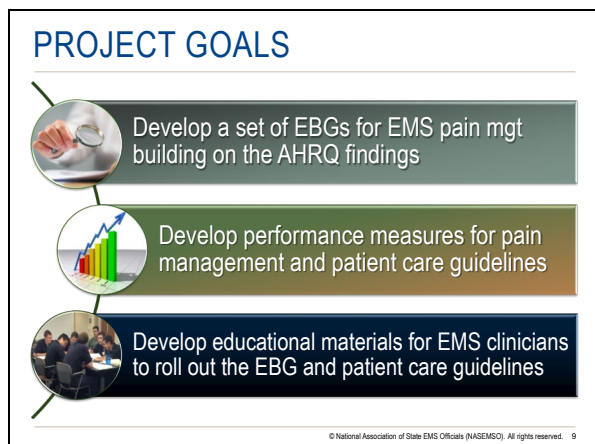 PROJECT GOALS
Develop a set of EBGs for EMS pain mgt
building on the AHRQ findings
Develop performance measures for pain
management and patient care guidelines
Develop educational materials for EMS clinicians
to roll out the EBG and patient care guidelines
© National Association of State EMS Officials (NASEMSO). All rights reserved. 9